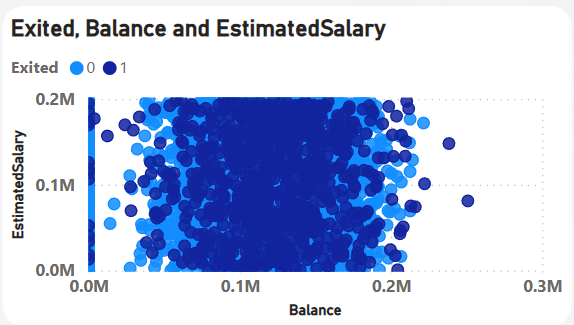 Exited, Balance and EstimatedSalary
Exited 0 1
0.2M
0.1M
0.0M
EstimatedSalary
0.0M 0.1M 0.2M 0.3M
Balance